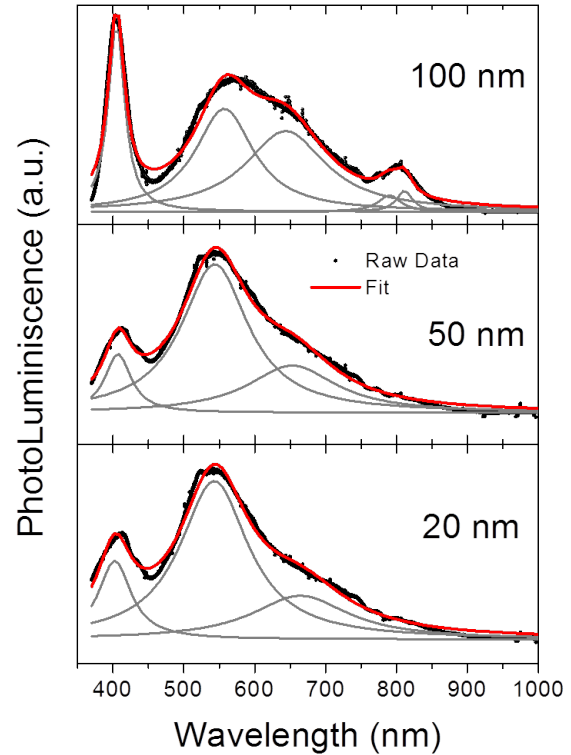 100 nm
Raw Data
Fit
50 nm
20 nm
PhotoLuminiscence (a.u.)
400 500 600 700 800 900 1000
Wavelength (nm)